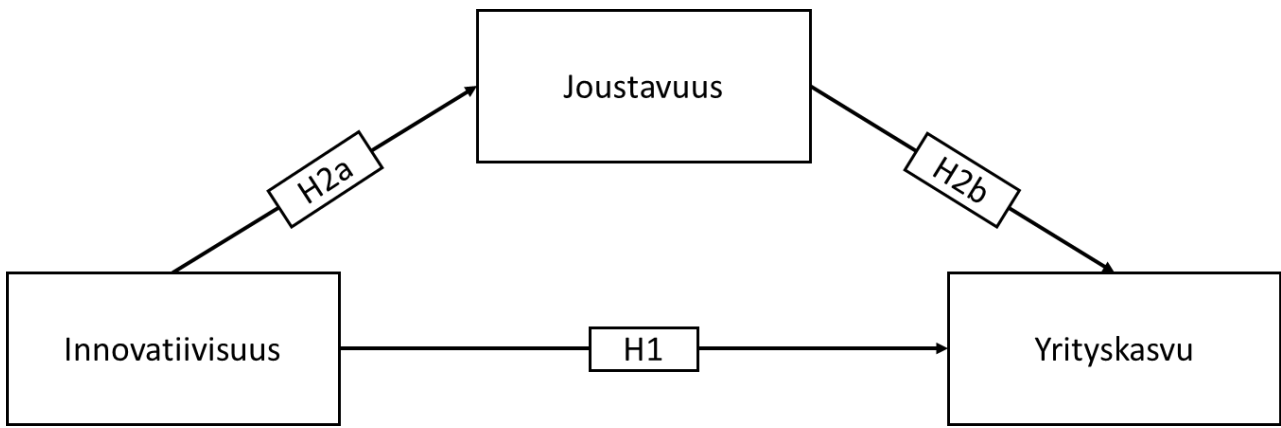 Joustavuus
H2a
H2b
Innovatiivisuus
H1
Yrityskasvu